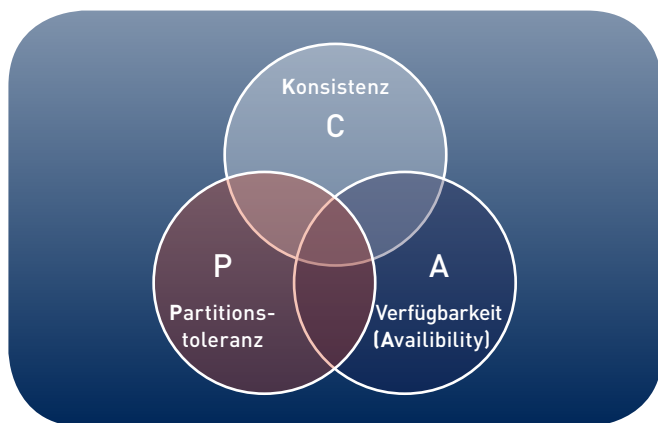 Konsistenz
C
P
A
Partitions-
toleranz
Verfügbarkeit
(Availibility)